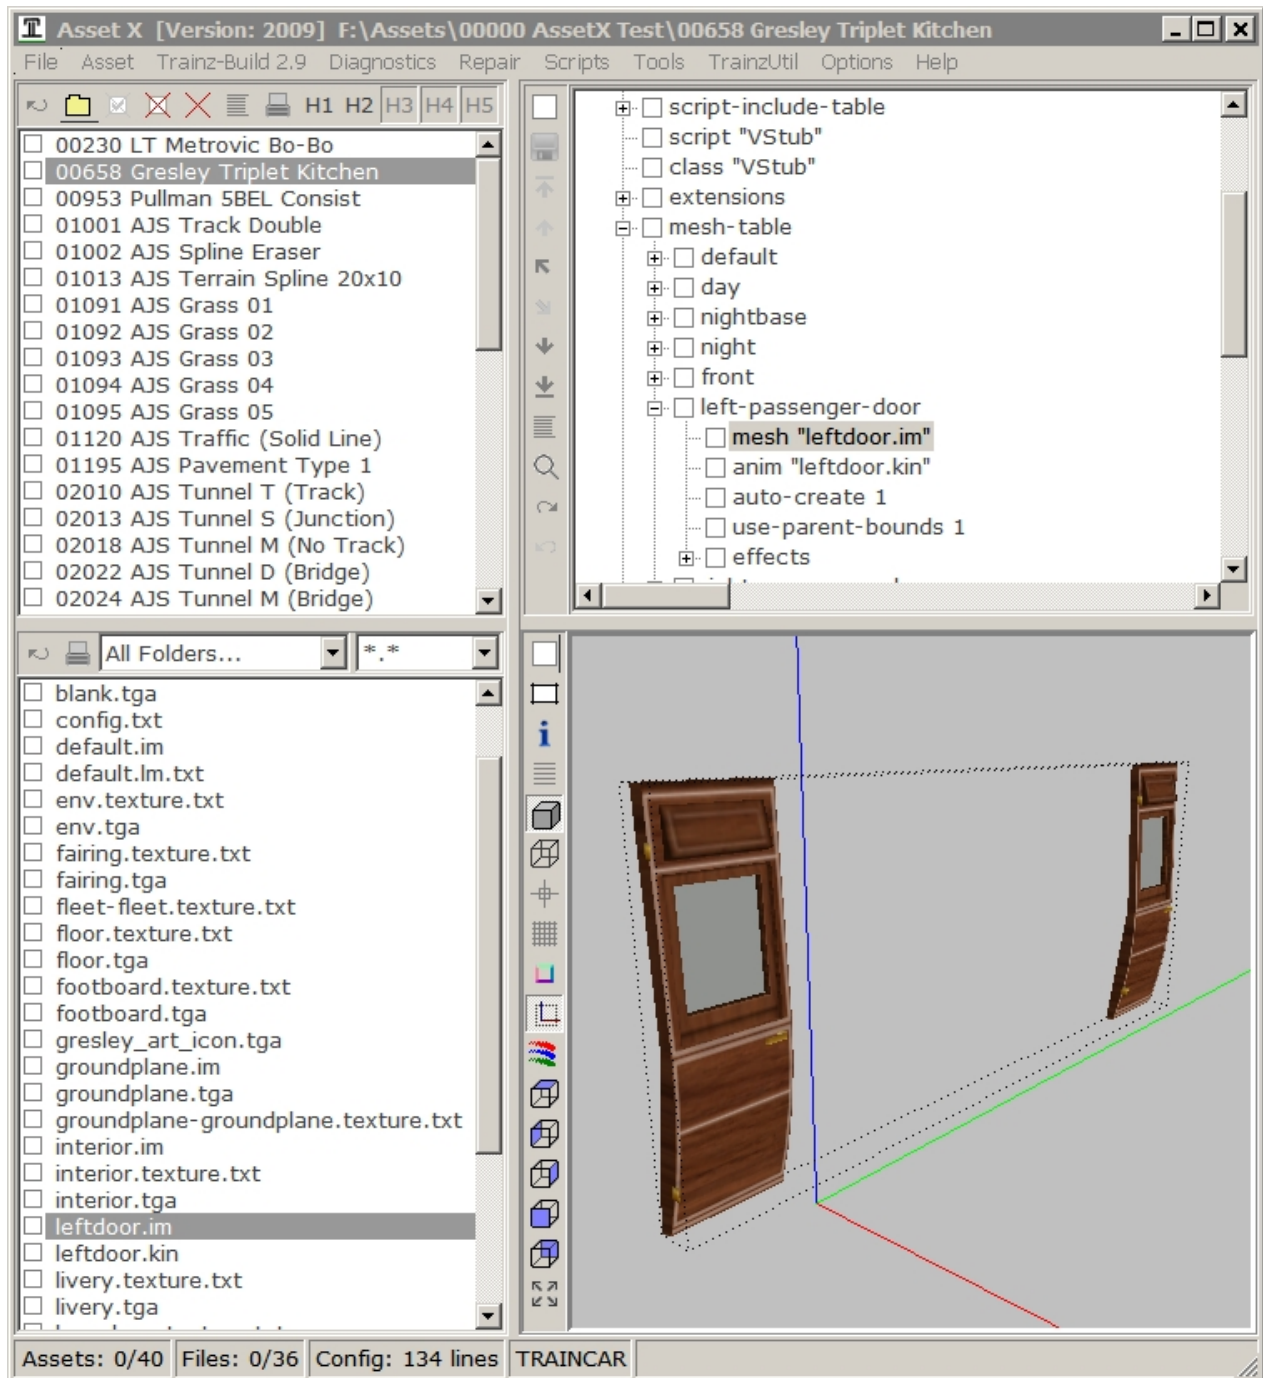 Asset X [Version: 2009] F:\Assets\00000 AssetX Test\00658 Gresley Triplet Kitchen
File Asset Trainz-Build 2.9 Diagnostics Repair Scripts Tools TrainzUtil Options Help
H1 H2 H3 H4 H5
00230 LT Metrovic Bo-Bo
00658 Gresley Triplet Kitchen
00953 Pullman 5BEL Consist
01001 AJS Track Double
01002 AJS Spline Eraser
01013 AJS Terrain Spline 20x10
01091 AJS Grass 01
01092 AJS Grass 02
01093 AJS Grass 03
01094 AJS Grass 04
01095 AJS Grass 05
01120 AJS Traffic (Solid Line)
01195 AJS Pavement Type 1
02010 AJS Tunnel T (Track)
02013 AJS Tunnel S (Junction)
02018 AJS Tunnel M (No Track)
02022 AJS Tunnel D (Bridge)
02024 AJS Tunnel M (Bridge)
script-include-table
script "VStub"
class "VStub"
extensions
mesh-table
default
day
nightbase
night
front
left-passenger-door
mesh "leftdoor.im"
anim "leftdoor.kin"
auto-create 1
use-parent-bounds 1
effects
All Folders... *.*
blank.tga
config.txt
default.im
default.lm.txt
env.texture.txt
env.tga
fairing.texture.txt
fairing.tga
fleet-fleet.texture.txt
floor.texture.txt
floor.tga
footboard.texture.txt
footboard.tga
gresley_art_icon.tga
groundplane.im
groundplane.tga
groundplane-groundplane.texture.txt
interior.im
interior.texture.txt
interior.tga
leftdoor.im
leftdoor.kin
livery.texture.txt
livery.tga
Assets: 0/40 Files: 0/36 Config: 134 lines TRAINCAR